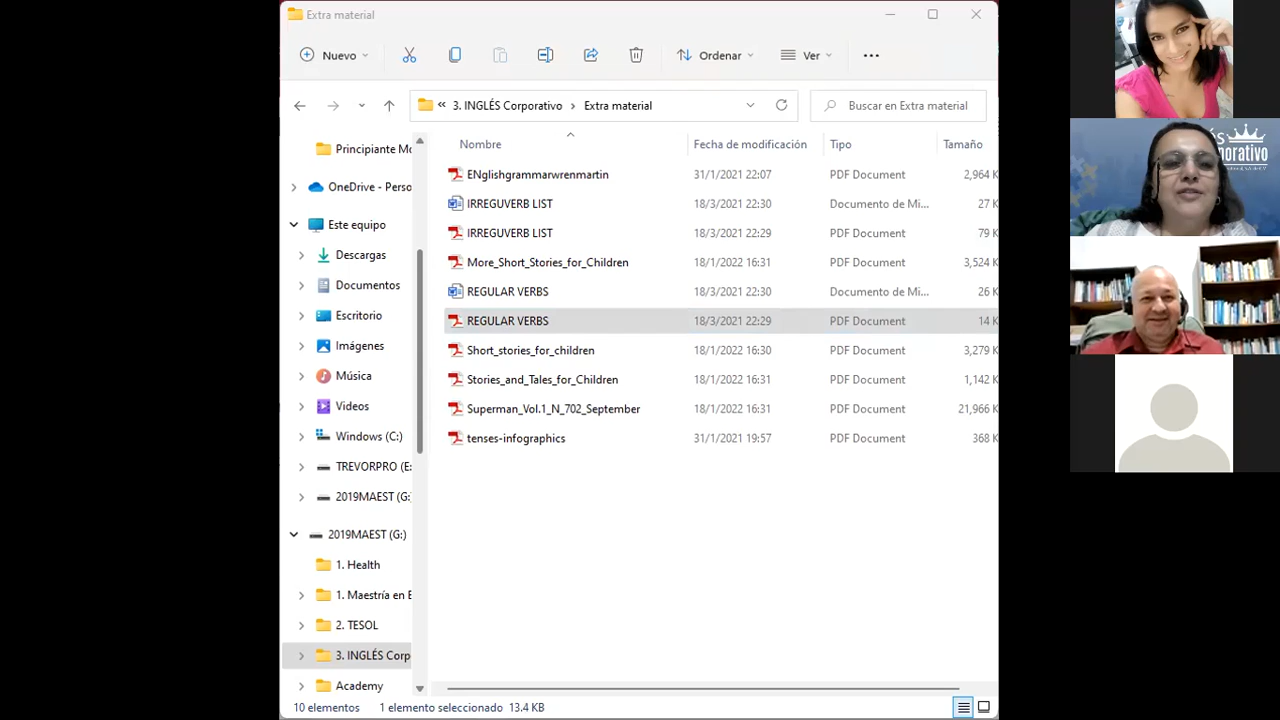 Extra material
Nuevo
Ordenar
Ver
3. INGLÉS Corporativo > Extra material
Buscar en Extra material
Nombre Fecha de modificación Tipo Tamaño
ENglishgrammarwrenmartin 31/1/2021 22:07 PDF Document 2,964 K
IRREGUVERB LIST 18/3/2021 22:30 Documento de Mi... 27 K
IRREGUVERB LIST 18/3/2021 22:29 PDF Document 79 K
More_Short_Stories_for_Children 18/1/2022 16:31 PDF Document 3,524 K
REGULAR VERBS 18/3/2021 22:30 Documento de Mi... 26 K
REGULAR VERBS 18/3/2021 22:29 PDF Document 14 K
Short_stories_for_children 18/1/2022 16:30 PDF Document 3,279 K
Stories_and_Tales_for_Children 18/1/2022 16:31 PDF Document 1,142 K
Superman_Vol.1_N_702_September 18/1/2022 16:31 PDF Document 21,966 K
tenses-infographics 31/1/2021 19:57 PDF Document 368 K
Principiante Mo
OneDrive - Perso
Este equipo
Descargas
Documentos
Escritorio
Imágenes
Música
Videos
Windows (C:)
TREVORPRO (E:
2019MAEST (G:
2019MAEST (G:)
1. Health
1. Maestría en E
2. TESOL
3. INGLÉS Corp
Academy
10 elementos 1 elemento seleccionado 13.4 KB